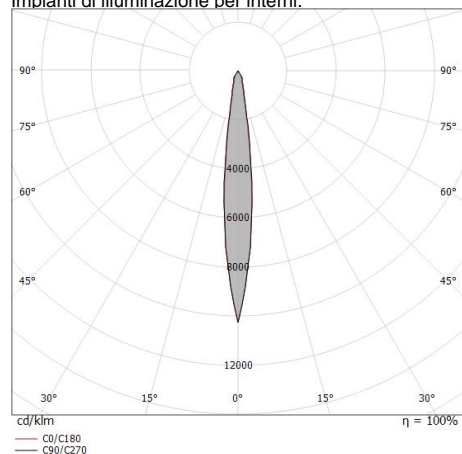 impianti di illuminazione per interni.
90° 90°
75° 75°
4000
60° 60°
6000
8000
45° 45°
12000
30° 15° 0° 15° 30°
cd/klm η = 100%
C0/C180
C90/C270